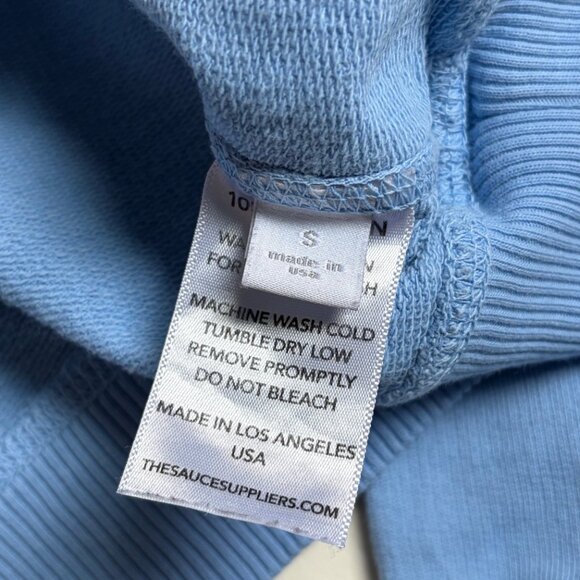 S
made in
usa
MACHINE WASH COLD
TUMBLE DRY LOW
REMOVE PROMPTLY
DO NOT BLEACH
MADE IN LOS ANGELES
USA
THESAUCESUPPLIERS.COM